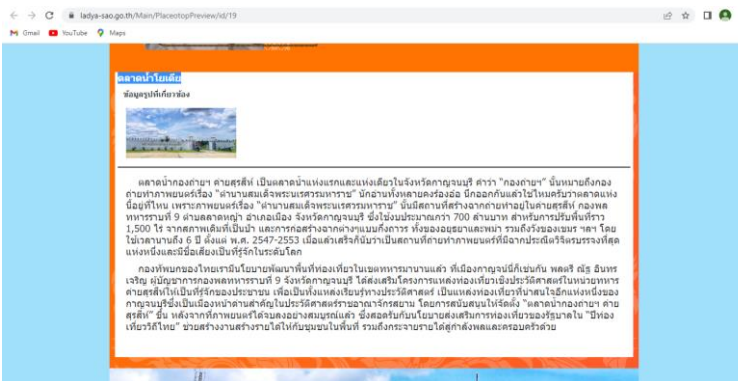 ladya-sao.go.th/Main/PlaceotopPreview/id/19
Gmail YouTube Maps
ตลาดน้ำโยเดีย
ข้อมูลรูปที่เกี่ยวข้อง
ตลาดน้ำกองถ่ายฯ ค่ายสุรสีห์ เป็นตลาดน้ำแห่งแรกและแห่งเดียวในจังหวัดกาญจนบุรี คำว่า "กองถ่ายฯ" นั้นหมายถึงกอง
ถ่ายทำภาพยนตร์เรื่อง "ตำนานสมเด็จพระนเรศวรมหาราช" นักอ่านทั้งหลายคงร้องอ๋อ นึกออกกันแล้วใช่ไหมครับว่าตลาดแห่ง
นี้อยู่ที่ไหน เพราะภาพยนตร์เรื่อง "ตำนานสมเด็จพระนเรศวรมหาราช" นั้นมีสถานที่สร้างฉากถ่ายทำอยู่ในค่ายสุรสีห์ กองพล
ทหารราบที่ 9 ตำบลลาดหญ้า อำเภอเมือง จังหวัดกาญจนบุรี ซึ่งใช้งบประมาณกว่า 700 ล้านบาท สำหรับการปรับพื้นที่ราว
1,500 ไร่ จากสภาพเดิมที่เป็นป่า และการก่อสร้างฉากต่างๆแบบกึ่งถาวร ทั้งของอยุธยาและพม่า รวมถึงวังของเขมร ฯลฯ โดย
ใช้เวลานานถึง 6 ปี ตั้งแต่ พ.ศ. 2547-2553 เมื่อแล้วเสร็จก็นับว่าเป็นสถานที่ถ่ายทำภาพยนตร์ที่มีฉากประณีตวิจิตรบรรจงที่สุด
แห่งหนึ่งและมีชื่อเสียงเป็นที่รู้จักในระดับโลก
กองทัพบกของไทยเรามีนโยบายพัฒนาพื้นที่ท่องเที่ยวในเขตทหารมานานแล้ว ที่เมืองกาญจน์นี้ก็เช่นกัน พลตรี ณัฐ อินทร
เจริญ ผู้บัญชาการกองพลทหารราบที่ 9 จังหวัดกาญจนบุรี ได้ส่งเสริมโครงการแหล่งท่องเที่ยวเชิงประวัติศาสตร์ในหน่วยทหาร
ค่ายสุรสีห์ให้เป็นที่รู้จักของประชาชน เพื่อเป็นทั้งแหล่งเรียนรู้ทางประวัติศาสตร์ เป็นแหล่งท่องเที่ยวที่น่าสนใจอีกแห่งหนึ่งของ
กาญจนบุรีซึ่งเป็นเมืองหน้าด่านสำคัญในประวัติศาสตร์ราชอาณาจักรสยาม โดยการสนับสนุนให้จัดตั้ง "ตลาดน้ำกองถ่ายฯ ค่าย
สุรสีห์" ขึ้น หลังจากที่ภาพยนตร์ได้จบลงอย่างสมบูรณ์แล้ว ซึ่งสอดรับกับนโยบายส่งเสริมการท่องเที่ยวของรัฐบาลใน "ปีท่อง
เที่ยววิถีไทย" ช่วยสร้างงานสร้างรายได้ให้กับชุมชนในพื้นที่ รวมถึงกระจายรายได้สู่กำลังพลและครอบครัวด้วย